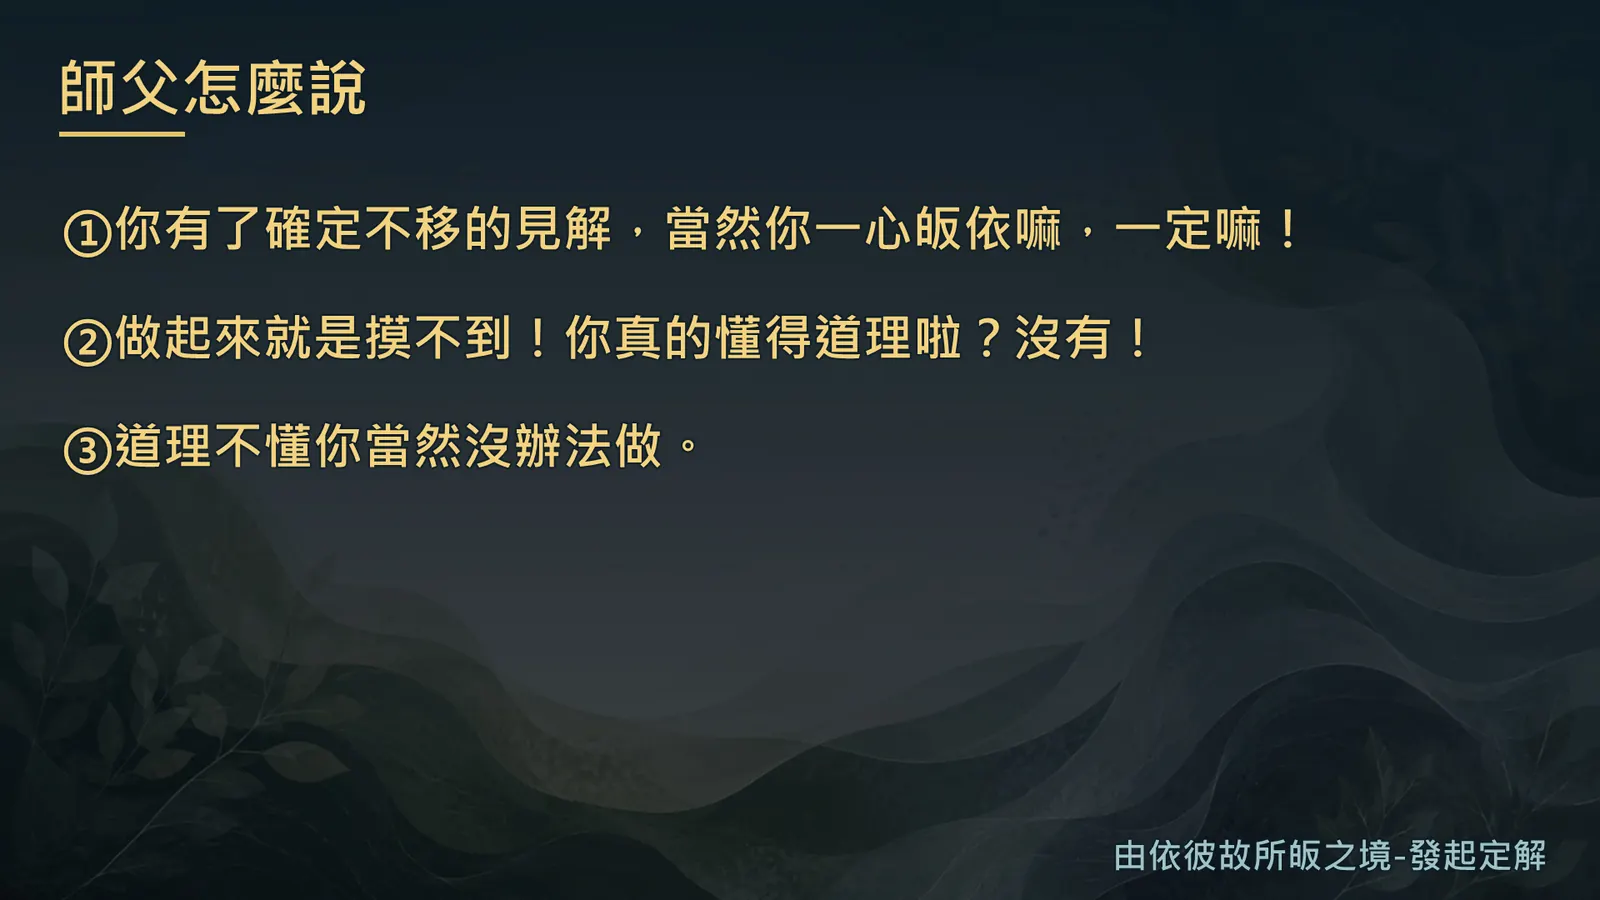 師父怎麼說
①你有了確定不移的見解，當然你一心皈依嘛，一定嘛！
②做起來就是摸不到！你真的懂得道理啦？沒有！
③道理不懂你當然沒辦法做。
由依彼故所皈之境-發起定解